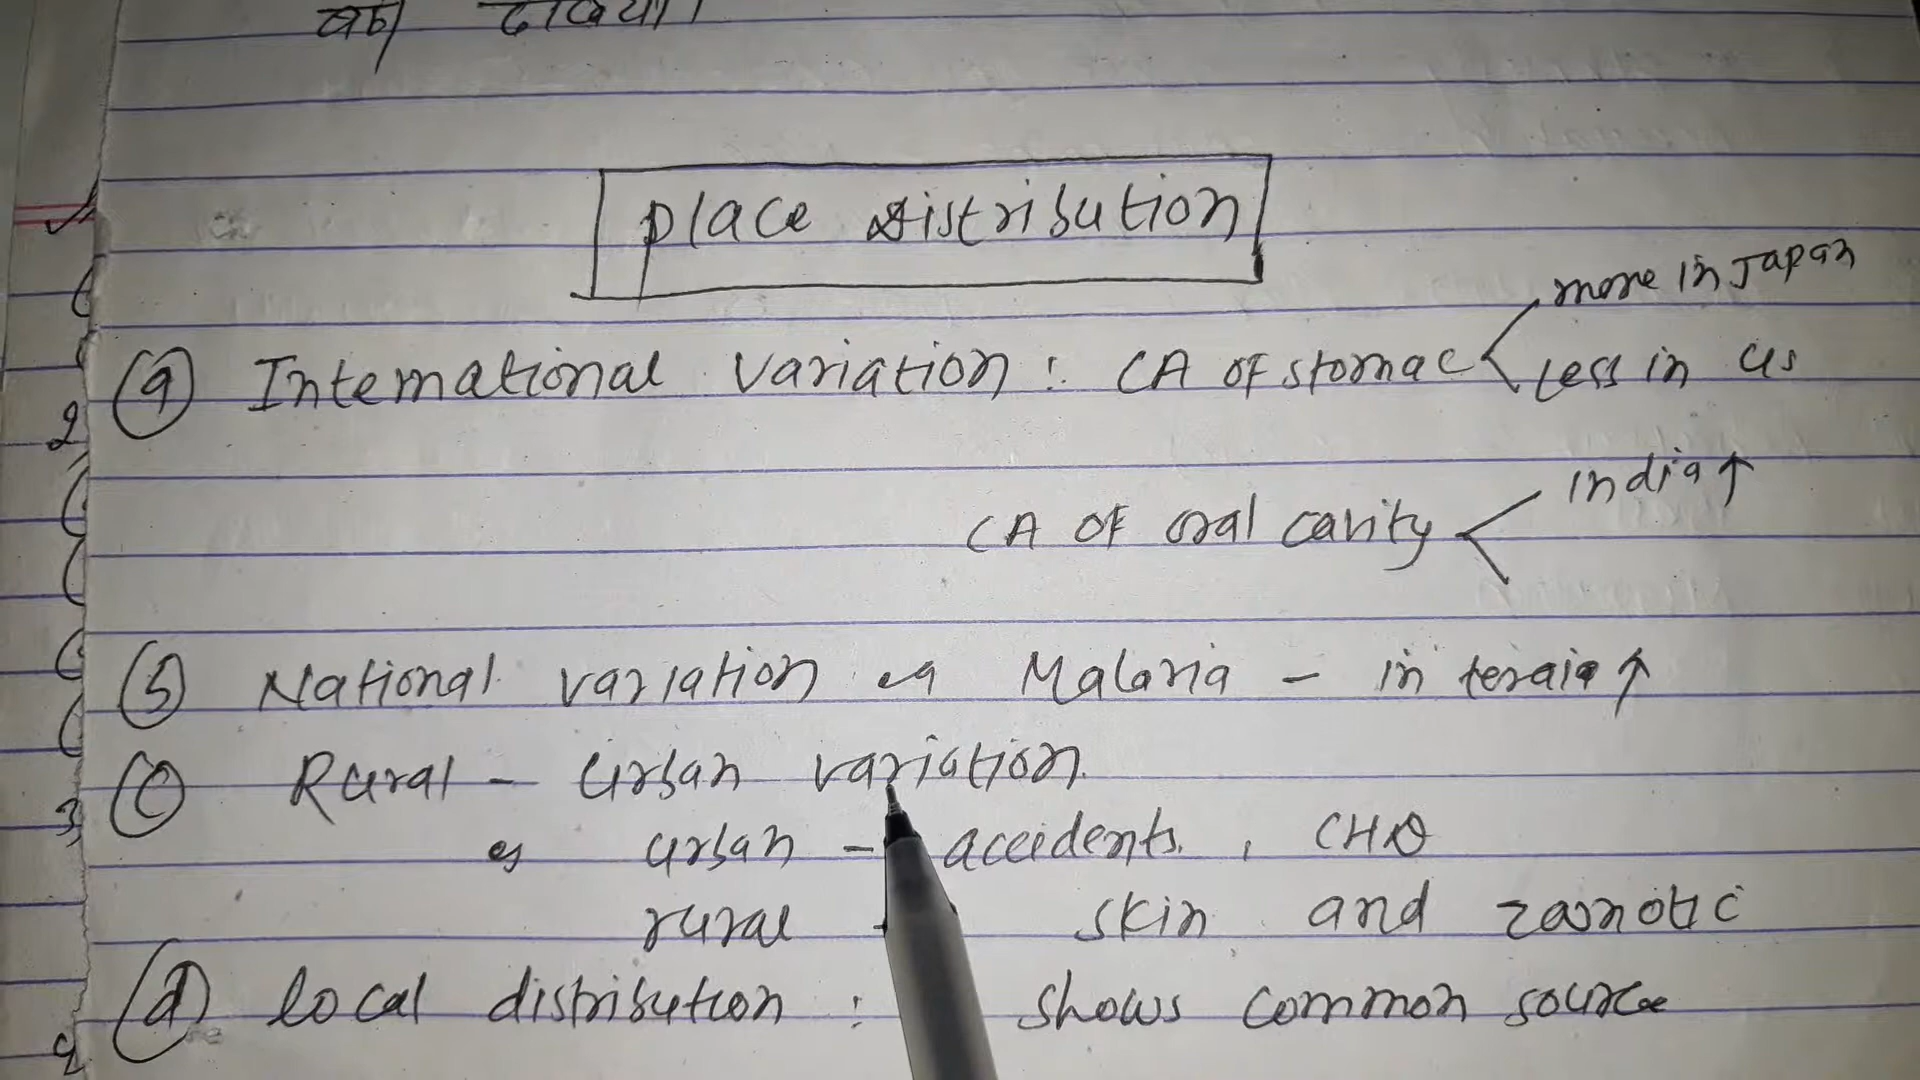 Place distribution
(a) International variation : CA of stomac < more in Japan
less in us
CA of oral cavity < india ↑
(b) National variation eg Malaria - in terai ↑
(c) Rural - Urban variation.
eg urban - accidents, CHD
rural - skin and zoonotic
(d) local distribution : shows common source